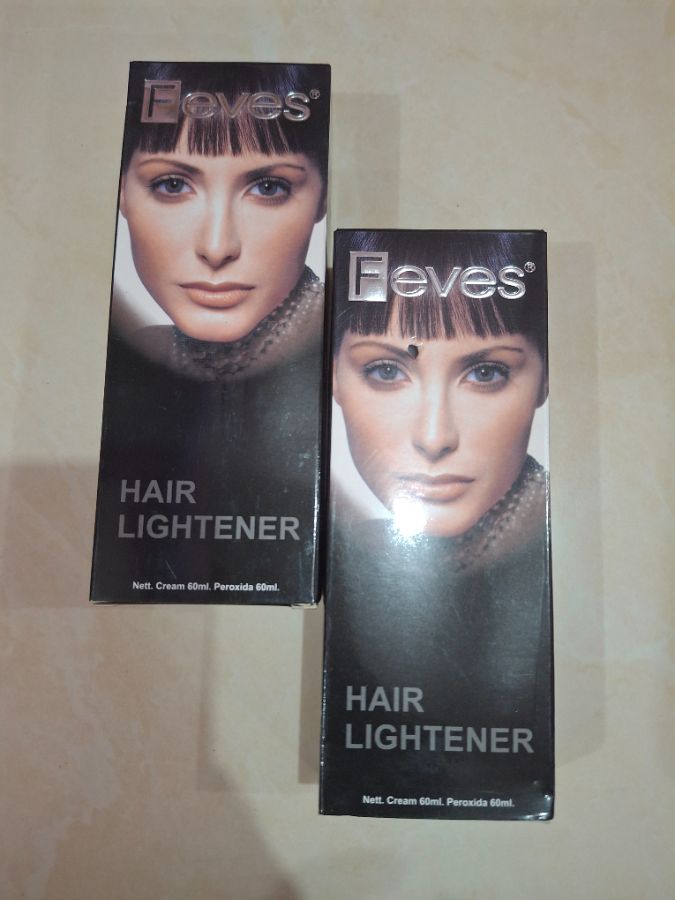 Feves®
HAIR
LIGHTENER
Nett. Cream 60ml. Peroxida 60ml.
Feves®
HAIR
LIGHTENER
Nett. Cream 60ml. Peroxida 60ml.